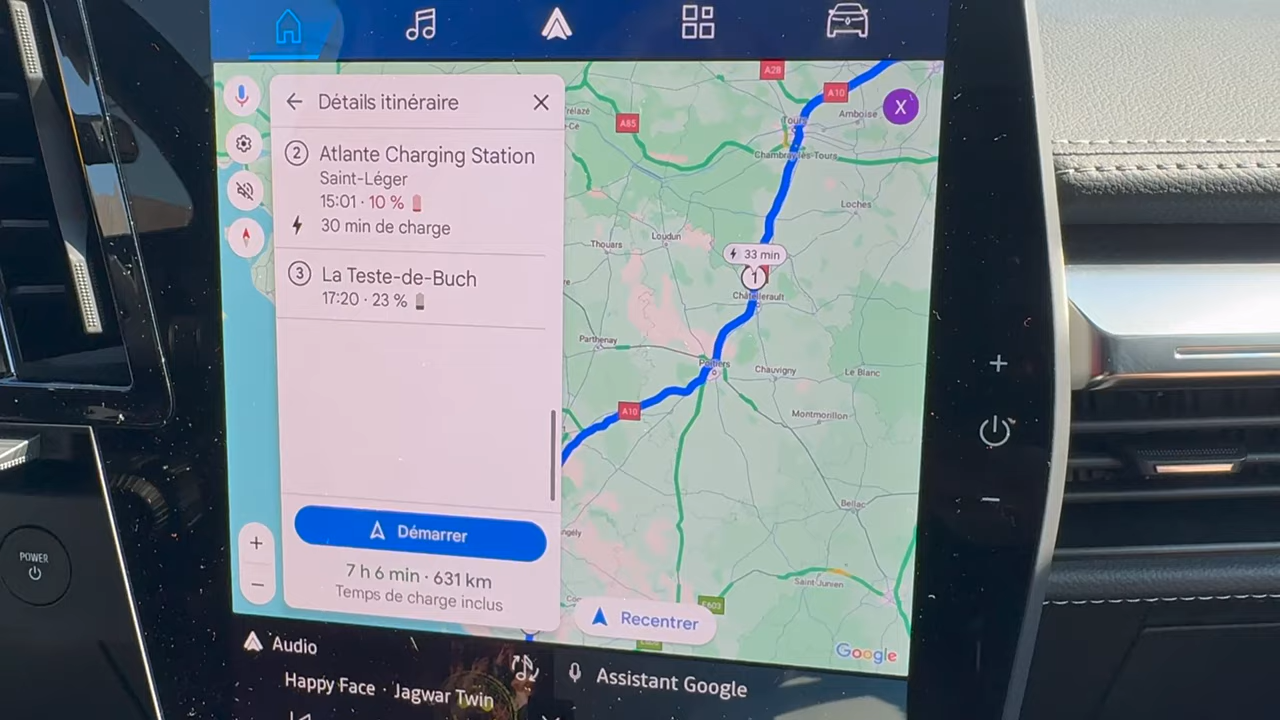 Détails itinéraire
2
Atlante Charging Station
Saint-Léger
15:01 · 10 %
30 min de charge
3
La Teste-de-Buch
17:20 · 23 %
Démarrer
7 h 6 min · 631 km
Temps de charge inclus
A28
A10
X
A85
Tours
Amboise
Chambray-lès-Tours
Loches
Loudun
Thouars
33 min
1
Châtellerault
Parthenay
Poitiers
Chauvigny
Le Blanc
A10
Montmorillon
Bellac
Saint-Junien
E603
Recentrer
Google
+
−
POWER
+
−
Audio
Happy Face · Jagwar Twin
Assistant Google